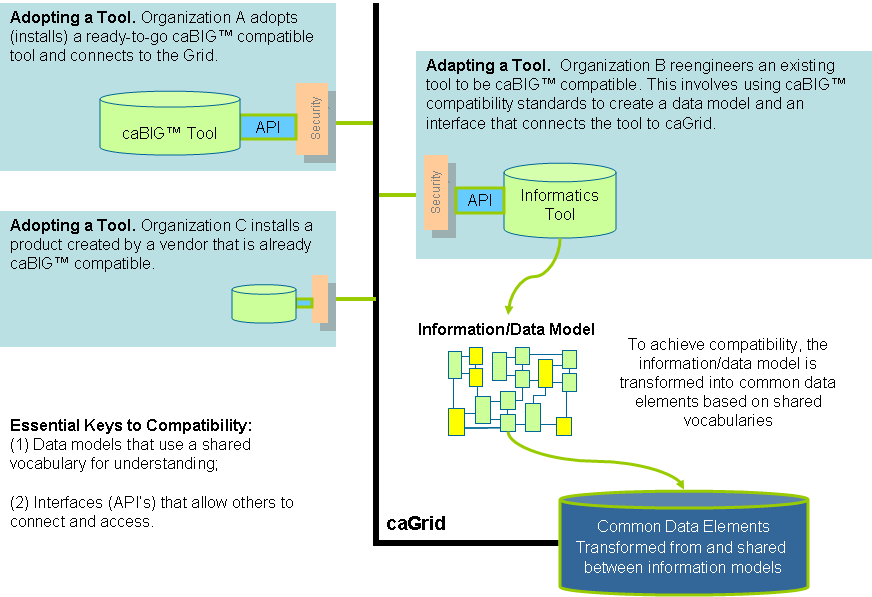 Adopting a Tool. Organization A adopts
(installs) a ready-to-go caBIG™ compatible
tool and connects to the Grid.
caBIG™ Tool
API
Security
Adapting a Tool. Organization B reengineers an existing
tool to be caBIG™ compatible. This involves using caBIG™
compatibility standards to create a data model and an
interface that connects the tool to caGrid.
Security
API
Informatics
Tool
Adopting a Tool. Organization C installs a
product created by a vendor that is already
caBIG™ compatible.
Information/Data Model
To achieve compatibility, the
information/data model is
transformed into common data
elements based on shared
vocabularies
Essential Keys to Compatibility:
(1) Data models that use a shared
vocabulary for understanding;
(2) Interfaces (API's) that allow others to
connect and access.
caGrid
Common Data Elements
Transformed from and shared
between information models